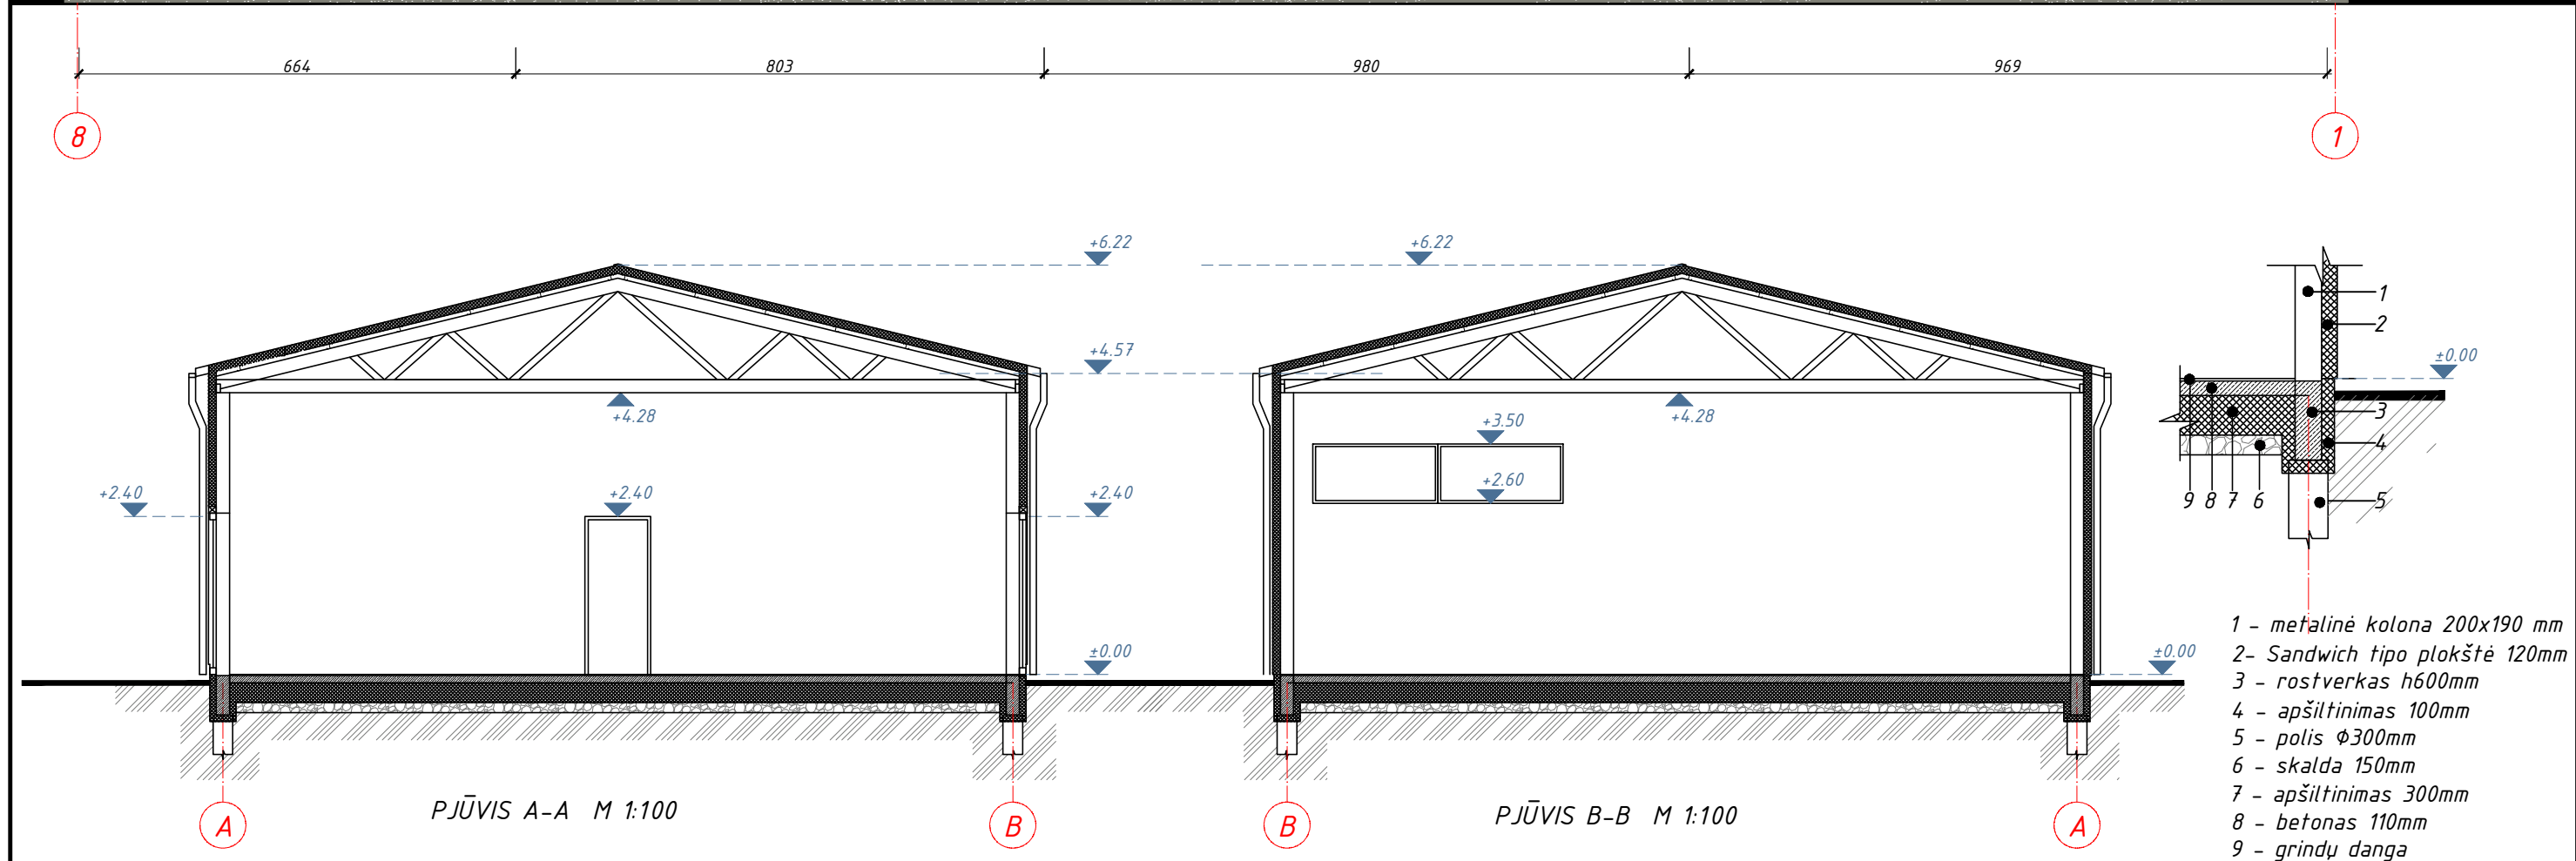 664 803 980 969
8 1
+6.22 +6.22
+4.57
+4.28 +4.28
+3.50
+2.60
+2.40 +2.40 +2.40
±0.00 ±0.00
1
2
±0.00
3
4
5
9 8 7 6
A B B A
PJŪVIS A-A M 1:100
PJŪVIS B-B M 1:100
1 - metalinė kolona 200x190 mm
2- Sandwich tipo plokštė 120mm
3 - rostverkas h600mm
4 - apšiltinimas 100mm
5 - polis Φ300mm
6 - skalda 150mm
7 - apšiltinimas 300mm
8 - betonas 110mm
9 - grindų danga